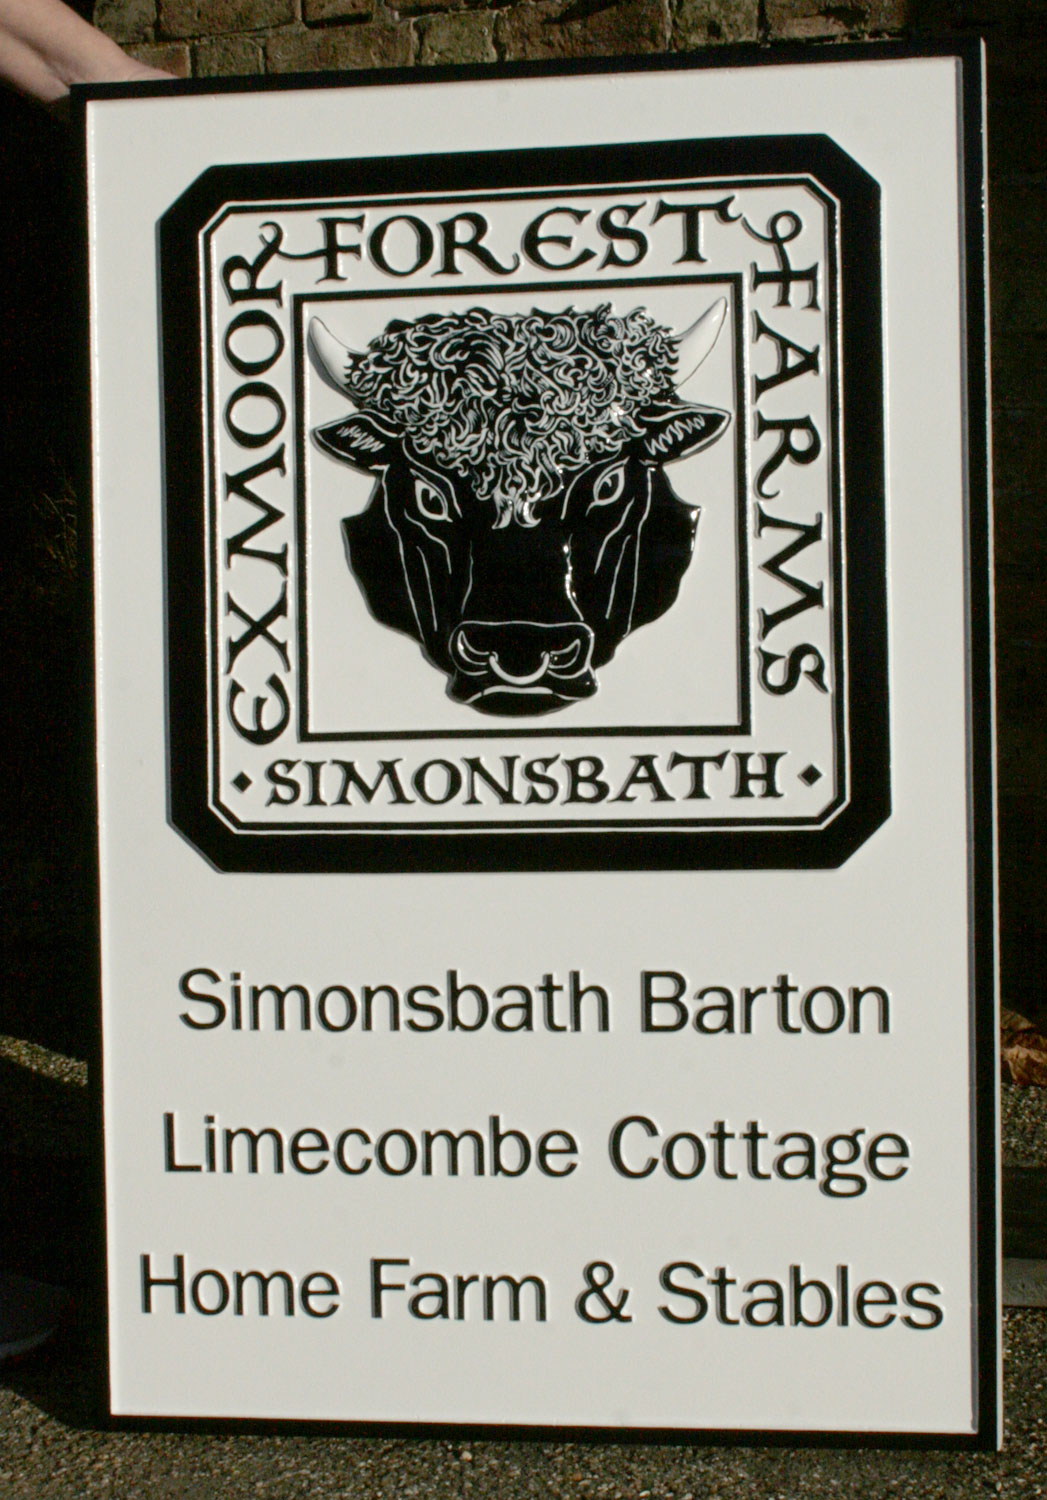 EXMOOR FOREST FARMS
• SIMONSBATH •
Simonsbath Barton
Limecombe Cottage
Home Farm & Stables